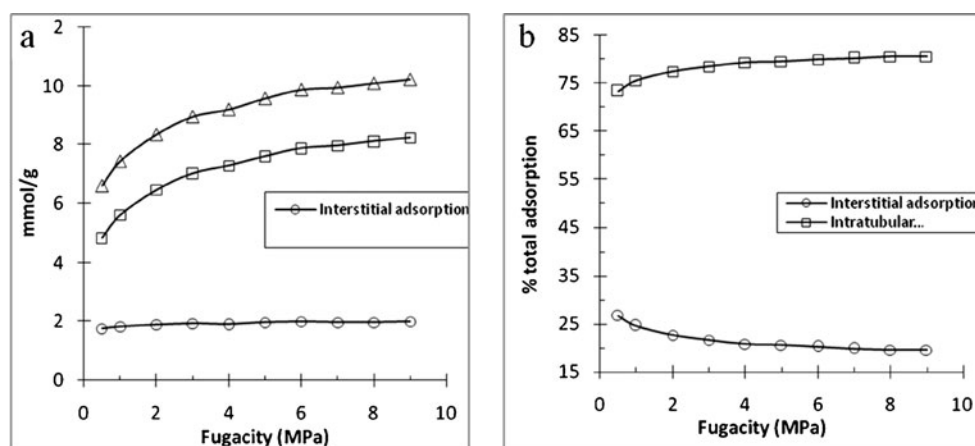 a
2
10
8
6
4
2
0
mmol/g
Interstitial adsorption
0 2 4 6 8 10
Fugacity (MPa)
b
85
75
65
55
45
35
25
15
% total adsorption
Interstitial adsorption
Intratubular...
0 2 4 6 8 10
Fugacity (MPa)